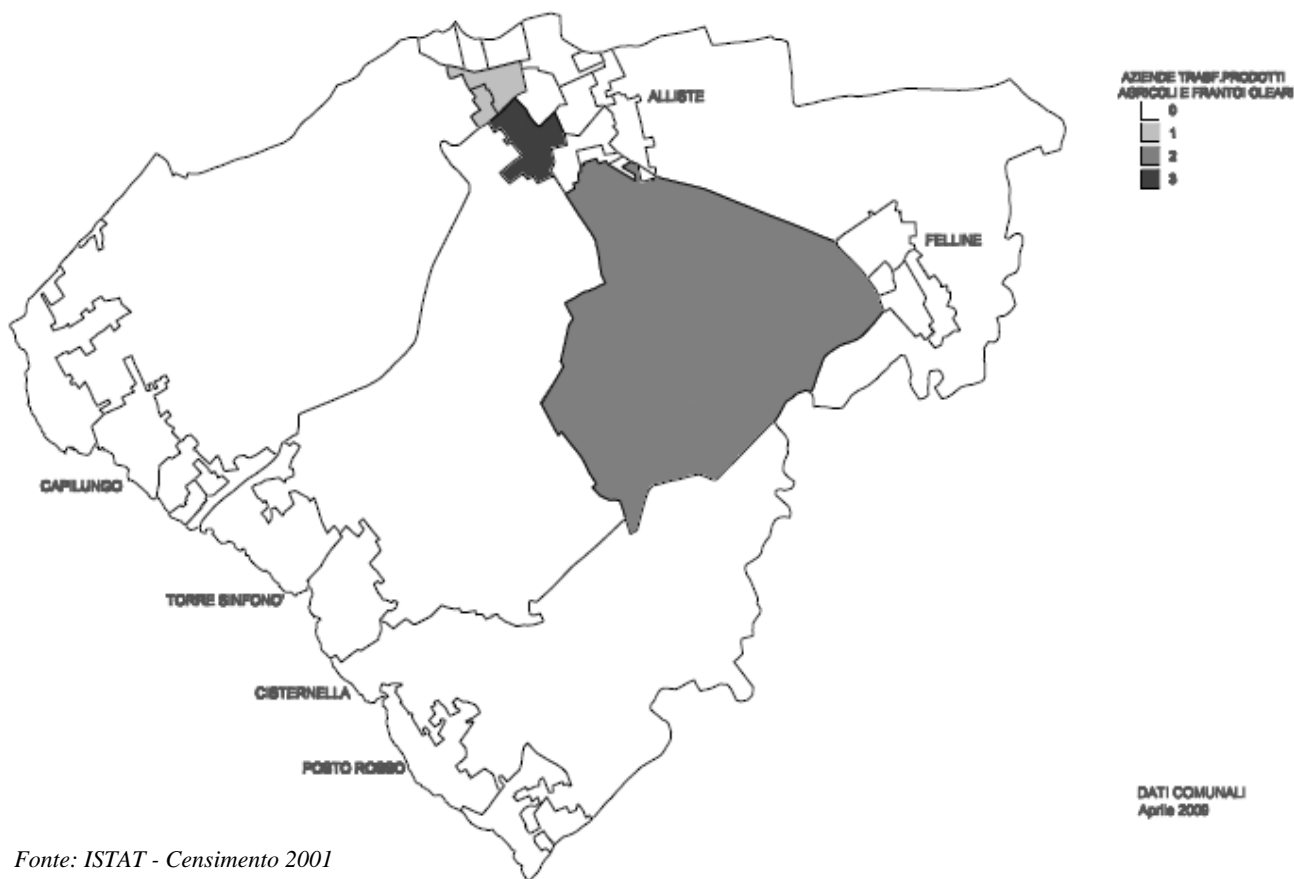 AZIENDE TRASF.PRODOTTI
AGRICOLI E FRANTOI OLEARI
0
1
2
3
ALLISTE
FELLINE
CAPILUNGO
TORRE SINFONO'
CISTERNELLA
POSTO ROSSO
DATI COMUNALI
Aprile 2009
Fonte: ISTAT - Censimento 2001